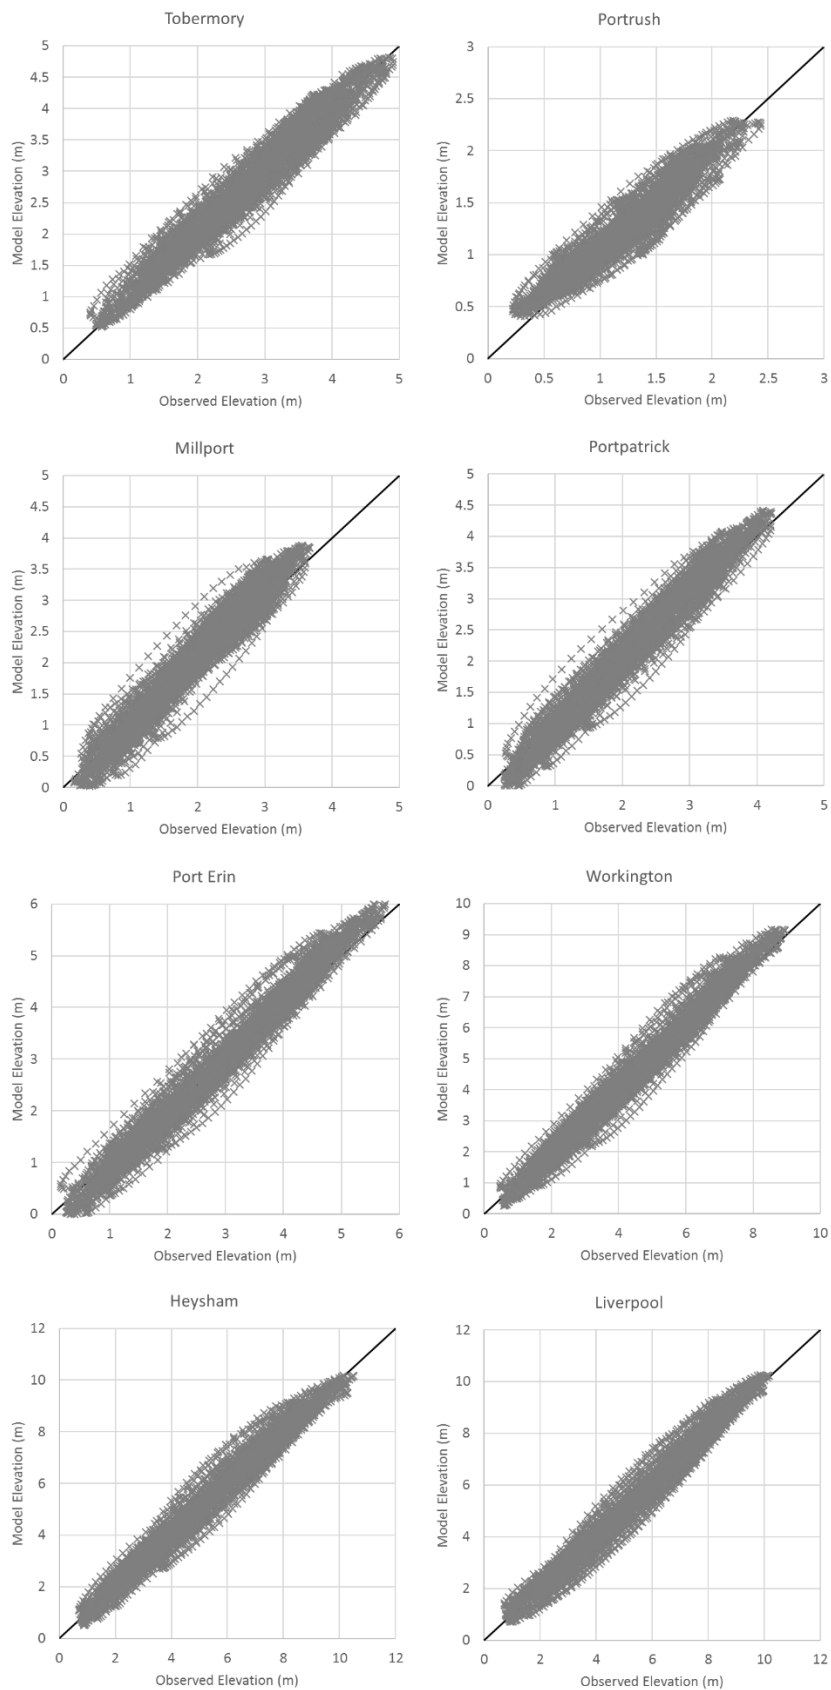 Tobermory
5
4.5
4
3.5
3
2.5
2
1.5
1
0.5
0
0 1 2 3 4 5
Model Elevation (m)
Observed Elevation (m)
Portrush
3
2.5
2
1.5
1
0.5
0
0 0.5 1 1.5 2 2.5 3
Model Elevation (m)
Observed Elevation (m)
Millport
5
4.5
4
3.5
3
2.5
2
1.5
1
0.5
0
0 1 2 3 4 5
Model Elevation (m)
Observed Elevation (m)
Portpatrick
5
4.5
4
3.5
3
2.5
2
1.5
1
0.5
0
0 1 2 3 4 5
Model Elevation (m)
Observed Elevation (m)
Port Erin
6
5
4
3
2
1
0
0 1 2 3 4 5 6
Model Elevation (m)
Observed Elevation (m)
Workington
10
9
8
7
6
5
4
3
2
1
0
0 2 4 6 8 10
Model Elevation (m)
Observed Elevation (m)
Heysham
12
10
8
6
4
2
0
0 2 4 6 8 10 12
Model Elevation (m)
Observed Elevation (m)
Liverpool
12
10
8
6
4
2
0
0 2 4 6 8 10 12
Model Elevation (m)
Observed Elevation (m)